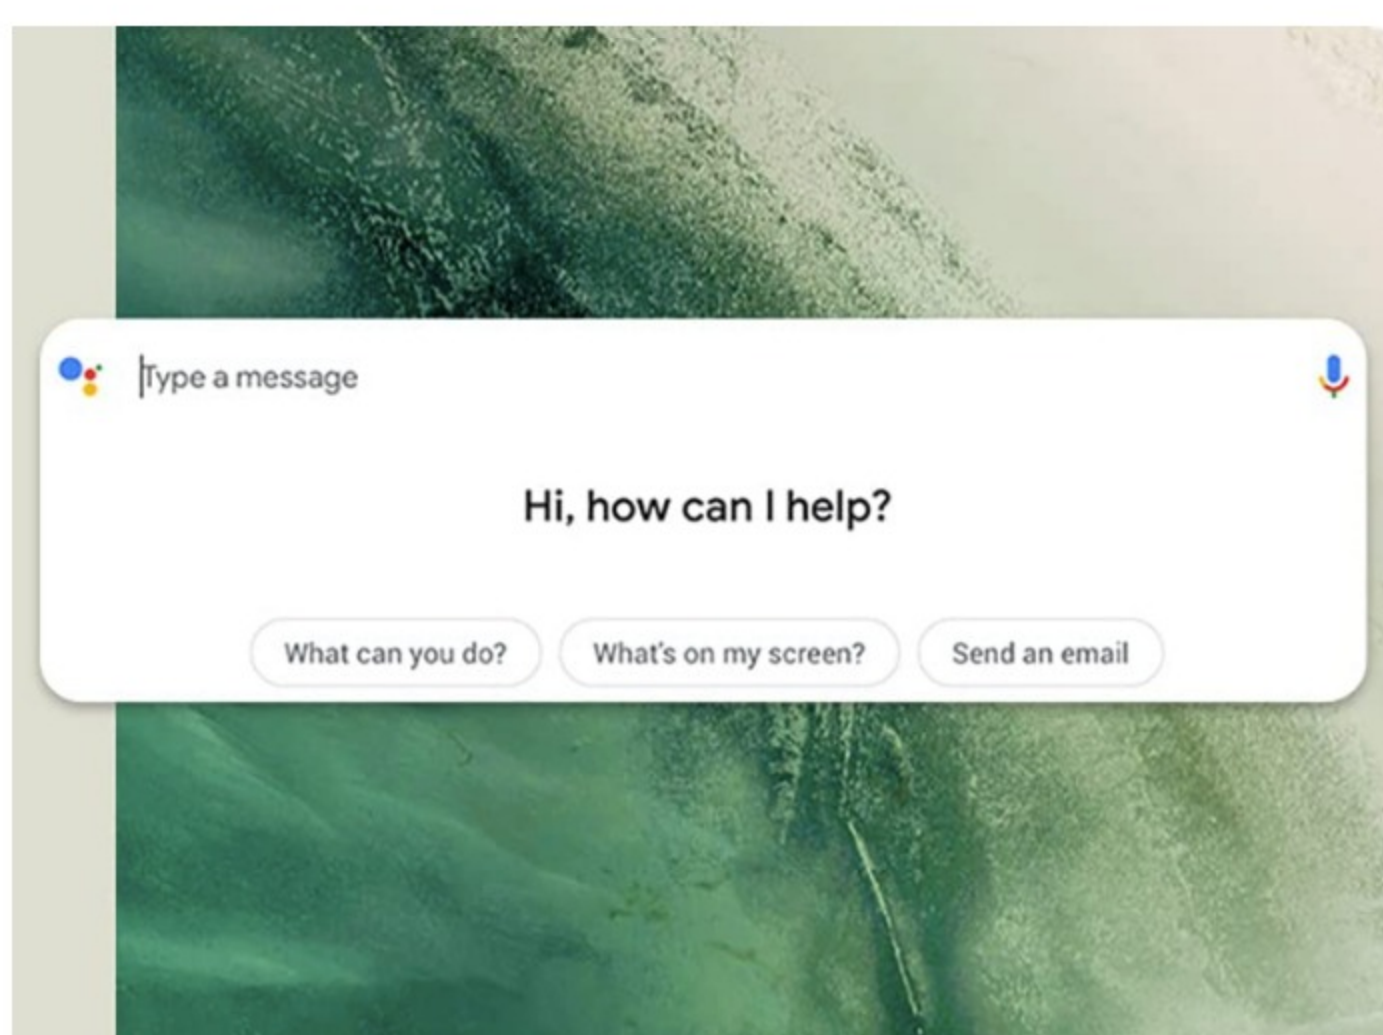 Type a message
Hi, how can I help?
What can you do?
What's on my screen?
Send an email